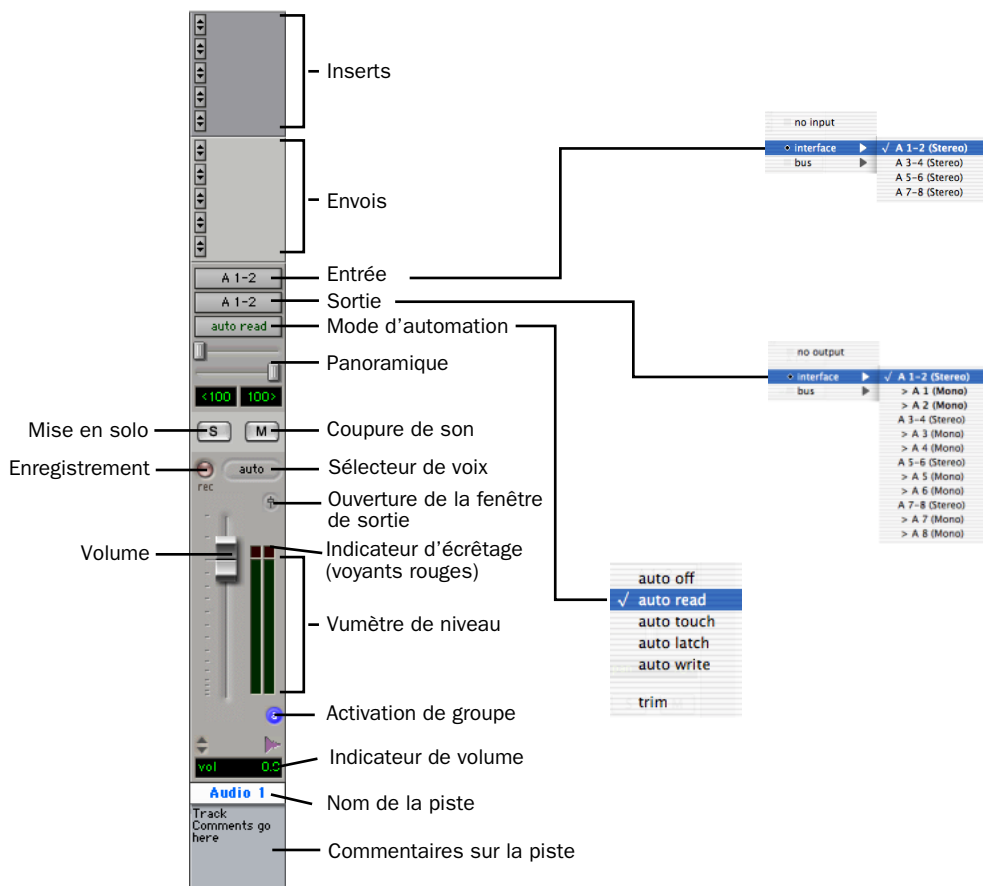 Inserts
Envois
Entrée
Sortie
Mode d'automation
Panoramique
Mise en solo
Coupure de son
Enregistrement
Sélecteur de voix
Ouverture de la fenêtre
de sortie
Volume
Indicateur d'écrêtage
(voyants rouges)
Vumètre de niveau
Activation de groupe
Indicateur de volume
Nom de la piste
Commentaires sur la piste
A 1-2
A 1-2
auto read
<100 100>
S M
auto
rec
vol 0.0
Audio 1
Track
Comments go
here
no input
interface
bus
√ A 1-2 (Stereo)
A 3-4 (Stereo)
A 5-6 (Stereo)
A 7-8 (Stereo)
no output
interface
bus
√ A 1-2 (Stereo)
> A 1 (Mono)
> A 2 (Mono)
A 3-4 (Stereo)
> A 3 (Mono)
> A 4 (Mono)
A 5-6 (Stereo)
> A 5 (Mono)
> A 6 (Mono)
A 7-8 (Stereo)
> A 7 (Mono)
> A 8 (Mono)
auto off
√ auto read
auto touch
auto latch
auto write
trim